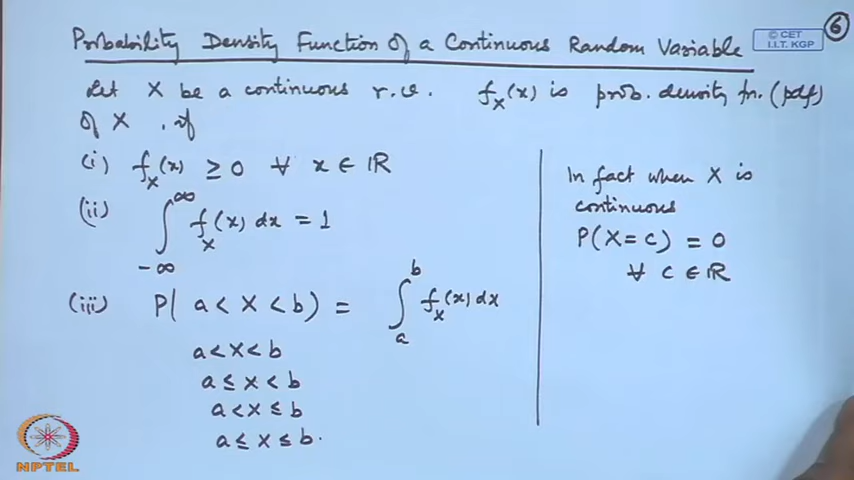 Probability Density Function of a Continuous Random Variable
© CET
I.I.T. KGP
6
Let X be a continuous r.v. f_X(x) is prob. density fn. (pdf)
of X . if
(i) f_X(x) ≥ 0 ∀ x ∈ ℝ
(ii) ∫_{-∞}^{∞} f_X(x) dx = 1
(iii) P( a < X < b ) = ∫_a^b f_X(x) dx
a < X < b
a ≤ X < b
a < X ≤ b
a ≤ X ≤ b.
In fact when X is
continuous
P(X = c) = 0
∀ c ∈ ℝ
NPTEL